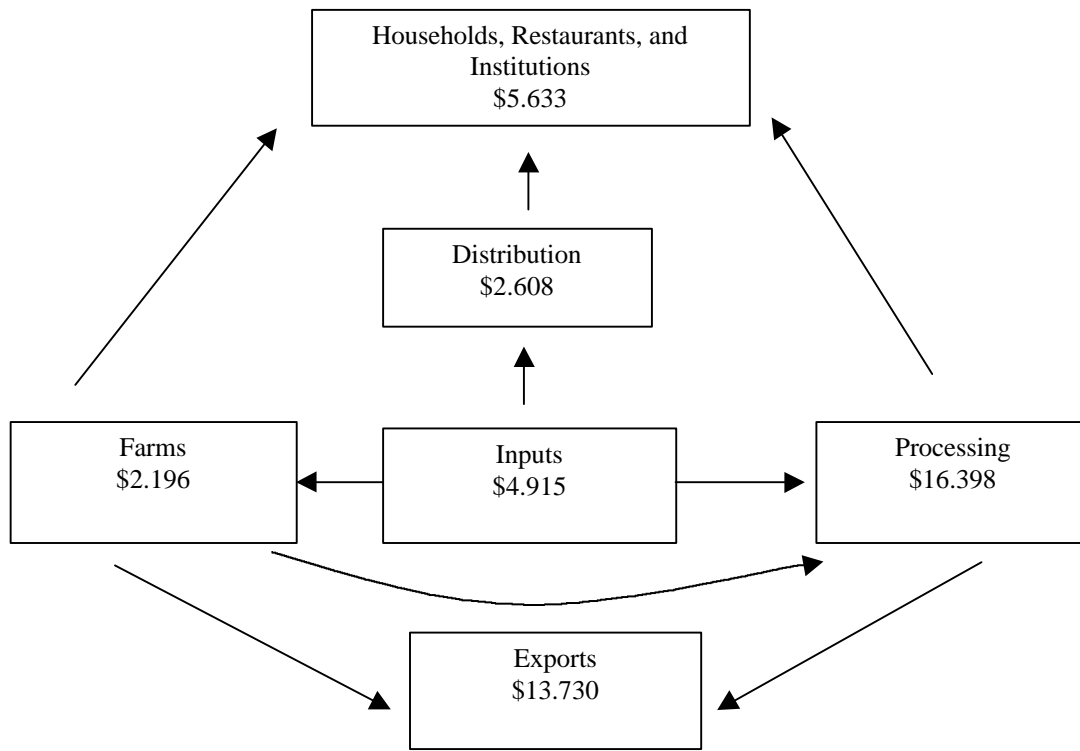 Households, Restaurants, and
Institutions
$5.633
Distribution
$2.608
Farms
$2.196
Inputs
$4.915
Processing
$16.398
Exports
$13.730